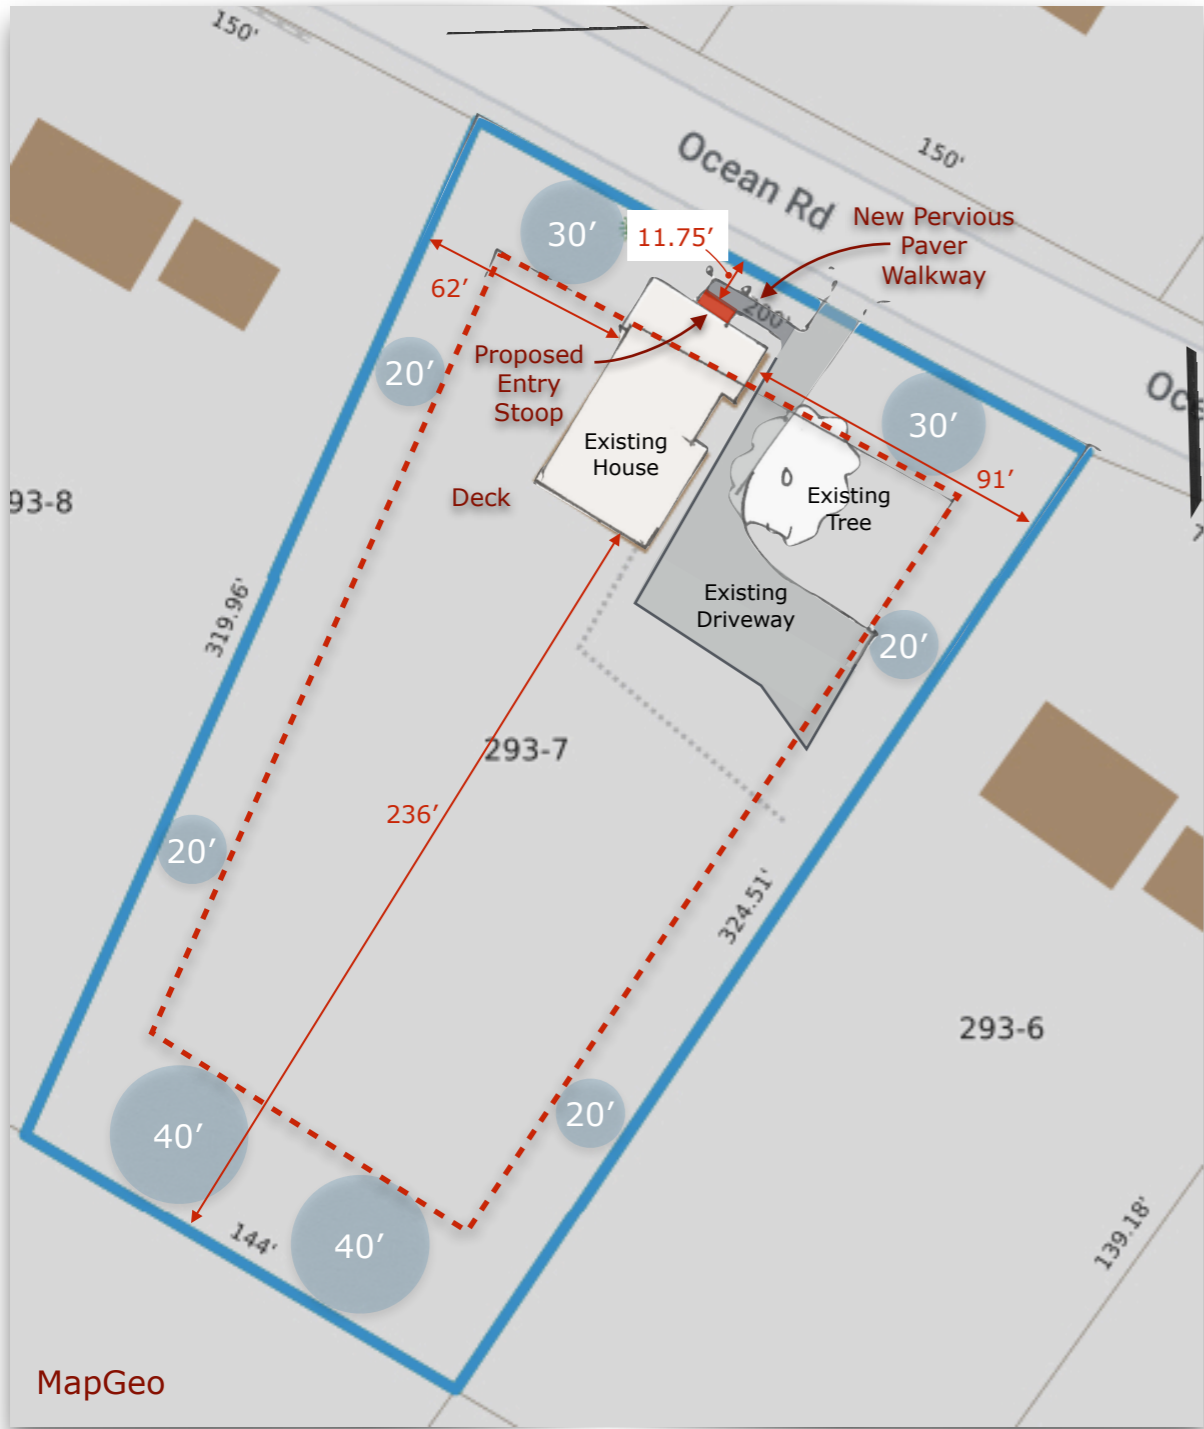 150'
Ocean Rd
150'
30’
11.75’
New Pervious
Paver
Walkway
62’
200'
20’
Proposed
Entry
Stoop
30’
Existing
House
91’
Deck
Existing
Tree
93-8
319.96'
Existing
Driveway
20’
293-7
236’
20’
324.51'
293-6
20’
40’
40’
144'
139.18'
MapGeo